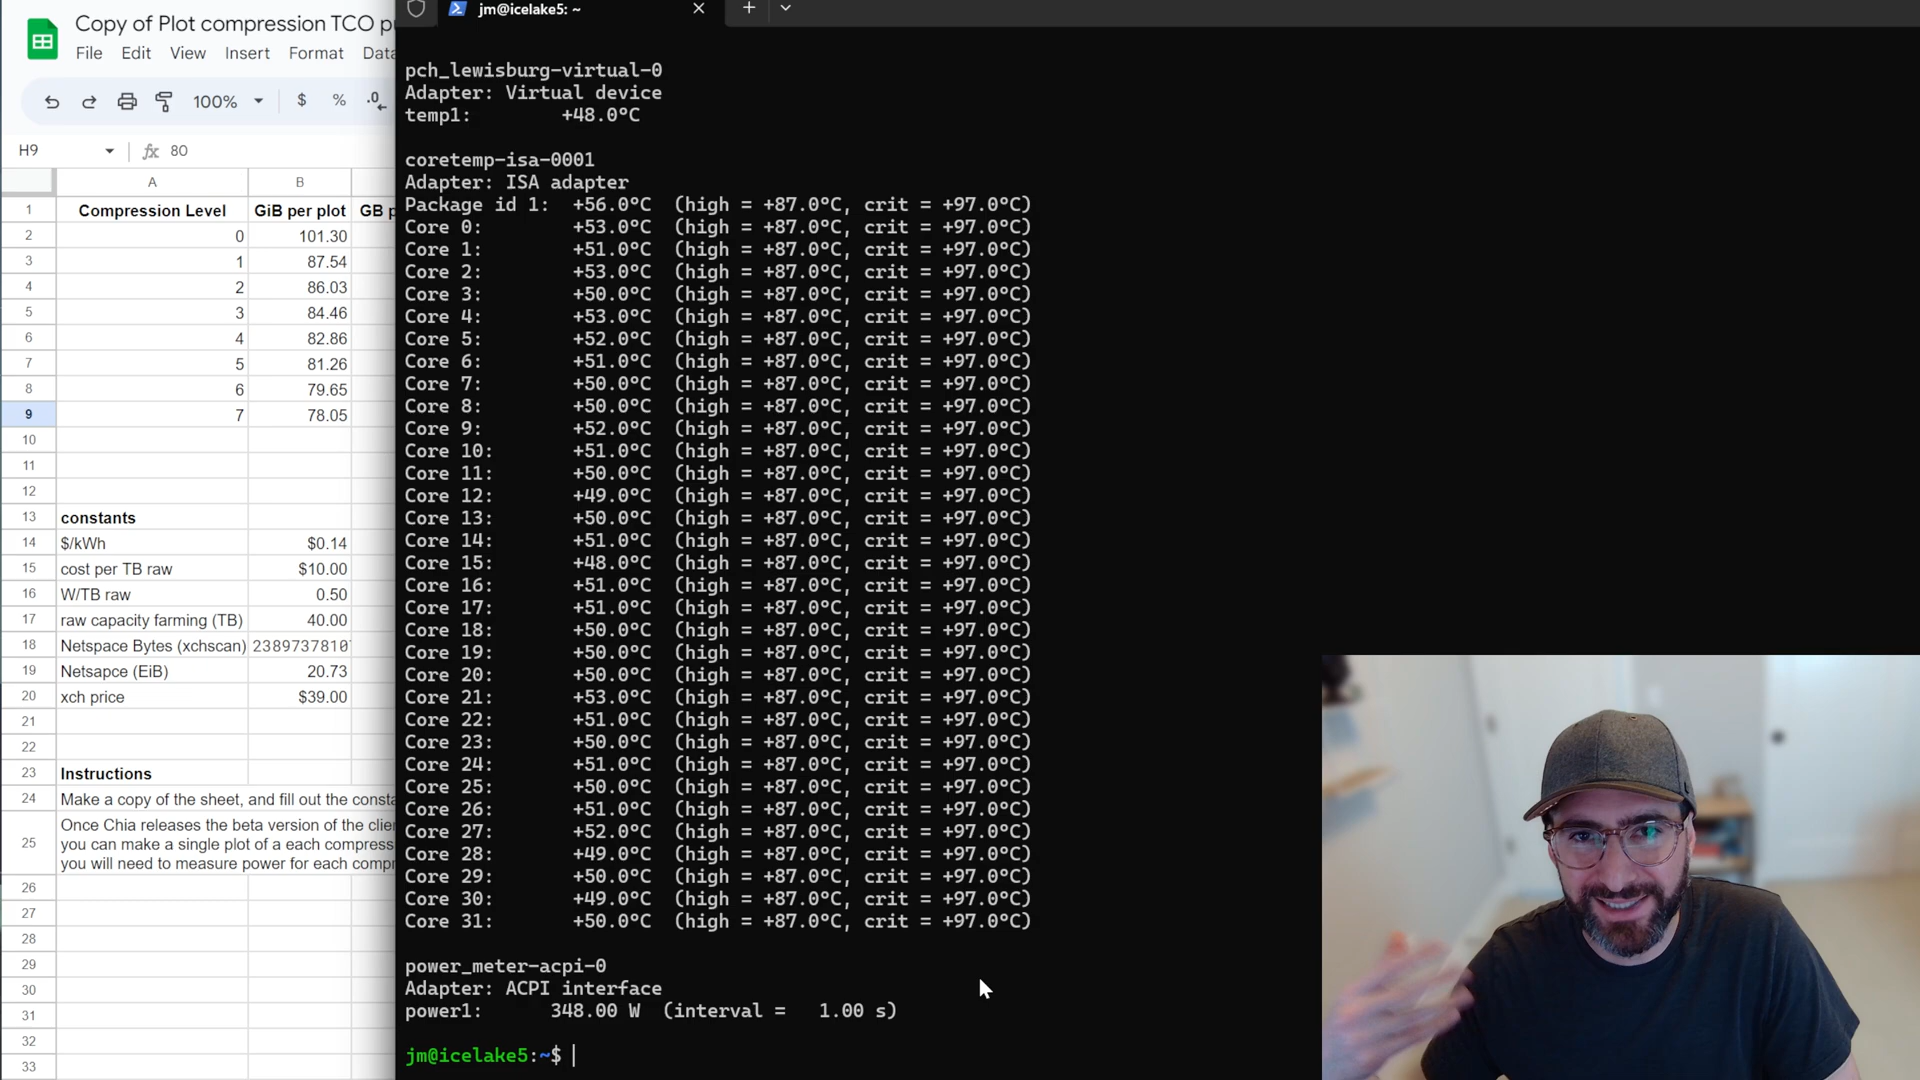 Copy of Plot compression TCO p
File Edit View Insert Format Data
100% $ % .0
H9 fx 80
A B
1 Compression Level GiB per plot GB p
2 0 101.30
3 1 87.54
4 2 86.03
5 3 84.46
6 4 82.86
7 5 81.26
8 6 79.65
9 7 78.05
10
11
12
13 constants
14 $/kWh $0.14
15 cost per TB raw $10.00
16 W/TB raw 0.50
17 raw capacity farming (TB) 40.00
18 Netspace Bytes (xchscan) 2389737810
19 Netsapce (EiB) 20.73
20 xch price $39.00
21
22
23 Instructions
24 Make a copy of the sheet, and fill out the consta
25 Once Chia releases the beta version of the clie
you can make a single plot of a each compress
you will need to measure power for each comp
26
27
28
29
30
31
32
33
jm@icelake5: ~
pch_lewisburg-virtual-0
Adapter: Virtual device
temp1: +48.0°C
coretemp-isa-0001
Adapter: ISA adapter
Package id 1: +56.0°C (high = +87.0°C, crit = +97.0°C)
Core 0: +53.0°C (high = +87.0°C, crit = +97.0°C)
Core 1: +51.0°C (high = +87.0°C, crit = +97.0°C)
Core 2: +53.0°C (high = +87.0°C, crit = +97.0°C)
Core 3: +50.0°C (high = +87.0°C, crit = +97.0°C)
Core 4: +53.0°C (high = +87.0°C, crit = +97.0°C)
Core 5: +52.0°C (high = +87.0°C, crit = +97.0°C)
Core 6: +51.0°C (high = +87.0°C, crit = +97.0°C)
Core 7: +50.0°C (high = +87.0°C, crit = +97.0°C)
Core 8: +50.0°C (high = +87.0°C, crit = +97.0°C)
Core 9: +52.0°C (high = +87.0°C, crit = +97.0°C)
Core 10: +51.0°C (high = +87.0°C, crit = +97.0°C)
Core 11: +50.0°C (high = +87.0°C, crit = +97.0°C)
Core 12: +49.0°C (high = +87.0°C, crit = +97.0°C)
Core 13: +50.0°C (high = +87.0°C, crit = +97.0°C)
Core 14: +51.0°C (high = +87.0°C, crit = +97.0°C)
Core 15: +48.0°C (high = +87.0°C, crit = +97.0°C)
Core 16: +51.0°C (high = +87.0°C, crit = +97.0°C)
Core 17: +51.0°C (high = +87.0°C, crit = +97.0°C)
Core 18: +50.0°C (high = +87.0°C, crit = +97.0°C)
Core 19: +50.0°C (high = +87.0°C, crit = +97.0°C)
Core 20: +50.0°C (high = +87.0°C, crit = +97.0°C)
Core 21: +53.0°C (high = +87.0°C, crit = +97.0°C)
Core 22: +51.0°C (high = +87.0°C, crit = +97.0°C)
Core 23: +50.0°C (high = +87.0°C, crit = +97.0°C)
Core 24: +51.0°C (high = +87.0°C, crit = +97.0°C)
Core 25: +50.0°C (high = +87.0°C, crit = +97.0°C)
Core 26: +51.0°C (high = +87.0°C, crit = +97.0°C)
Core 27: +52.0°C (high = +87.0°C, crit = +97.0°C)
Core 28: +49.0°C (high = +87.0°C, crit = +97.0°C)
Core 29: +50.0°C (high = +87.0°C, crit = +97.0°C)
Core 30: +49.0°C (high = +87.0°C, crit = +97.0°C)
Core 31: +50.0°C (high = +87.0°C, crit = +97.0°C)
power_meter-acpi-0
Adapter: ACPI interface
power1: 348.00 W (interval = 1.00 s)
jm@icelake5:~$